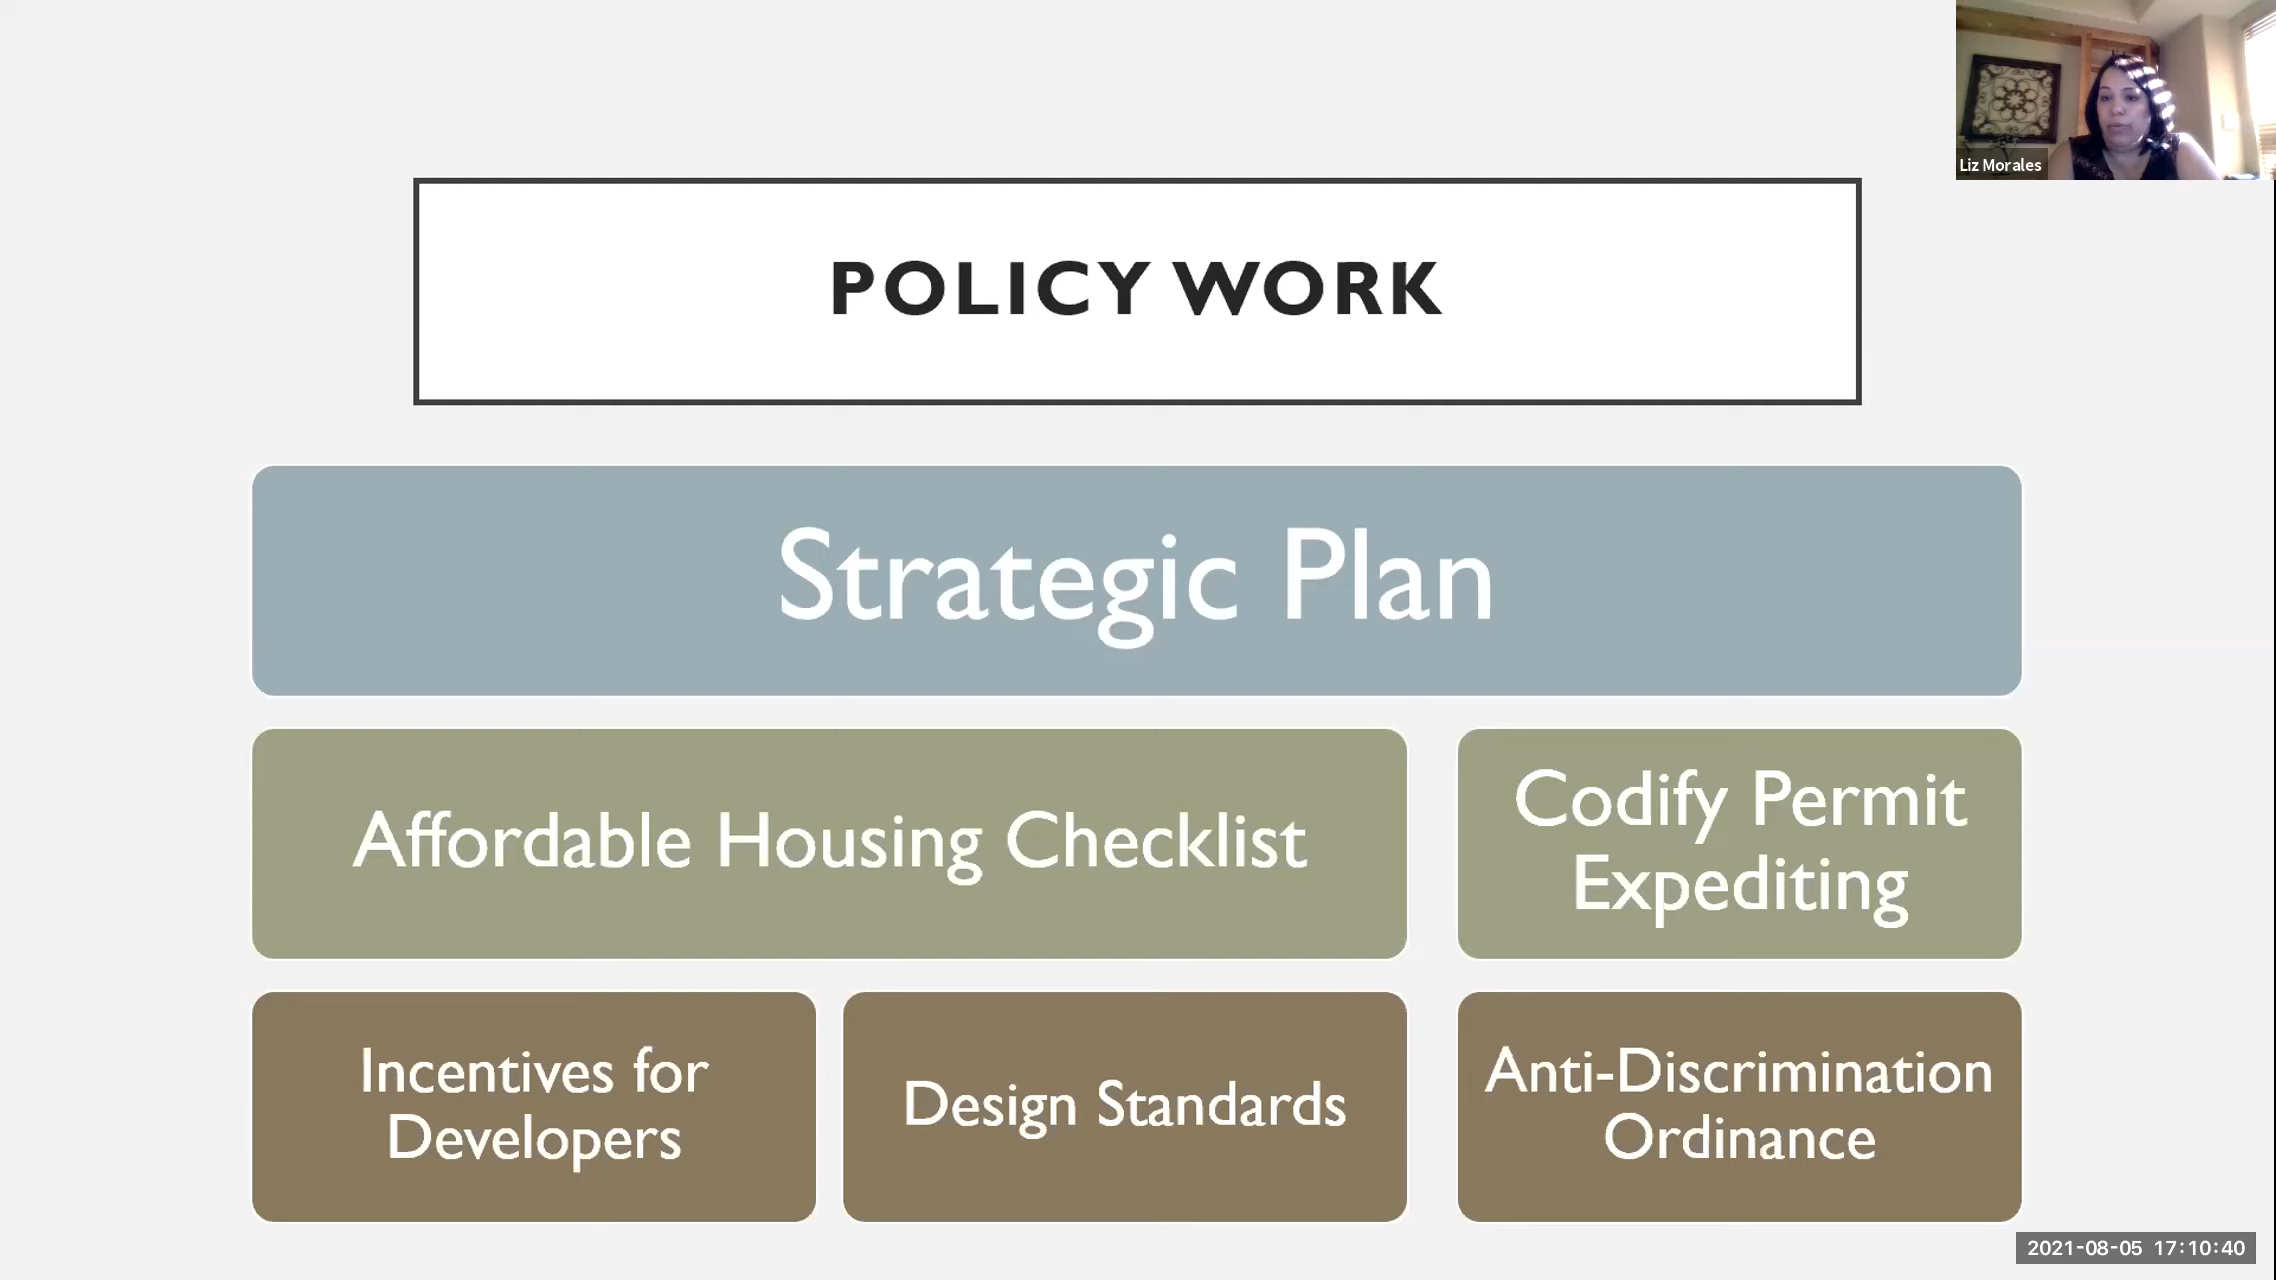 Liz Morales
POLICY WORK
Strategic Plan
Affordable Housing Checklist
Codify Permit
Expediting
Incentives for
Developers
Design Standards
Anti-Discrimination
Ordinance
2021-08-05 17:10:40